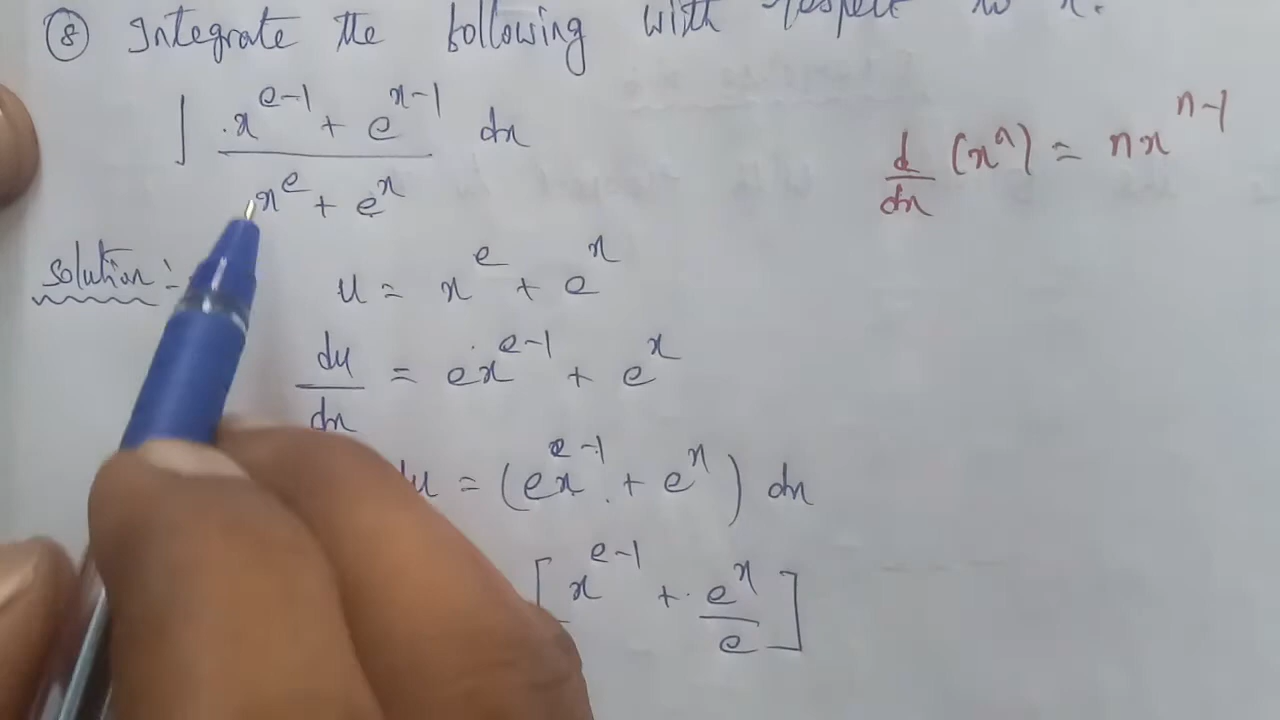 ⑧ Integrate the following with respect to x.
∫ (x^(e-1) + e^(x-1)) / (x^e + e^x) dx
d/dx (x^n) = nx^(n-1)
Solution:- u = x^e + e^x
du/dx = ex^(e-1) + e^x
du = (ex^(e-1) + e^x) dx
[x^(e-1) + e^x/e]